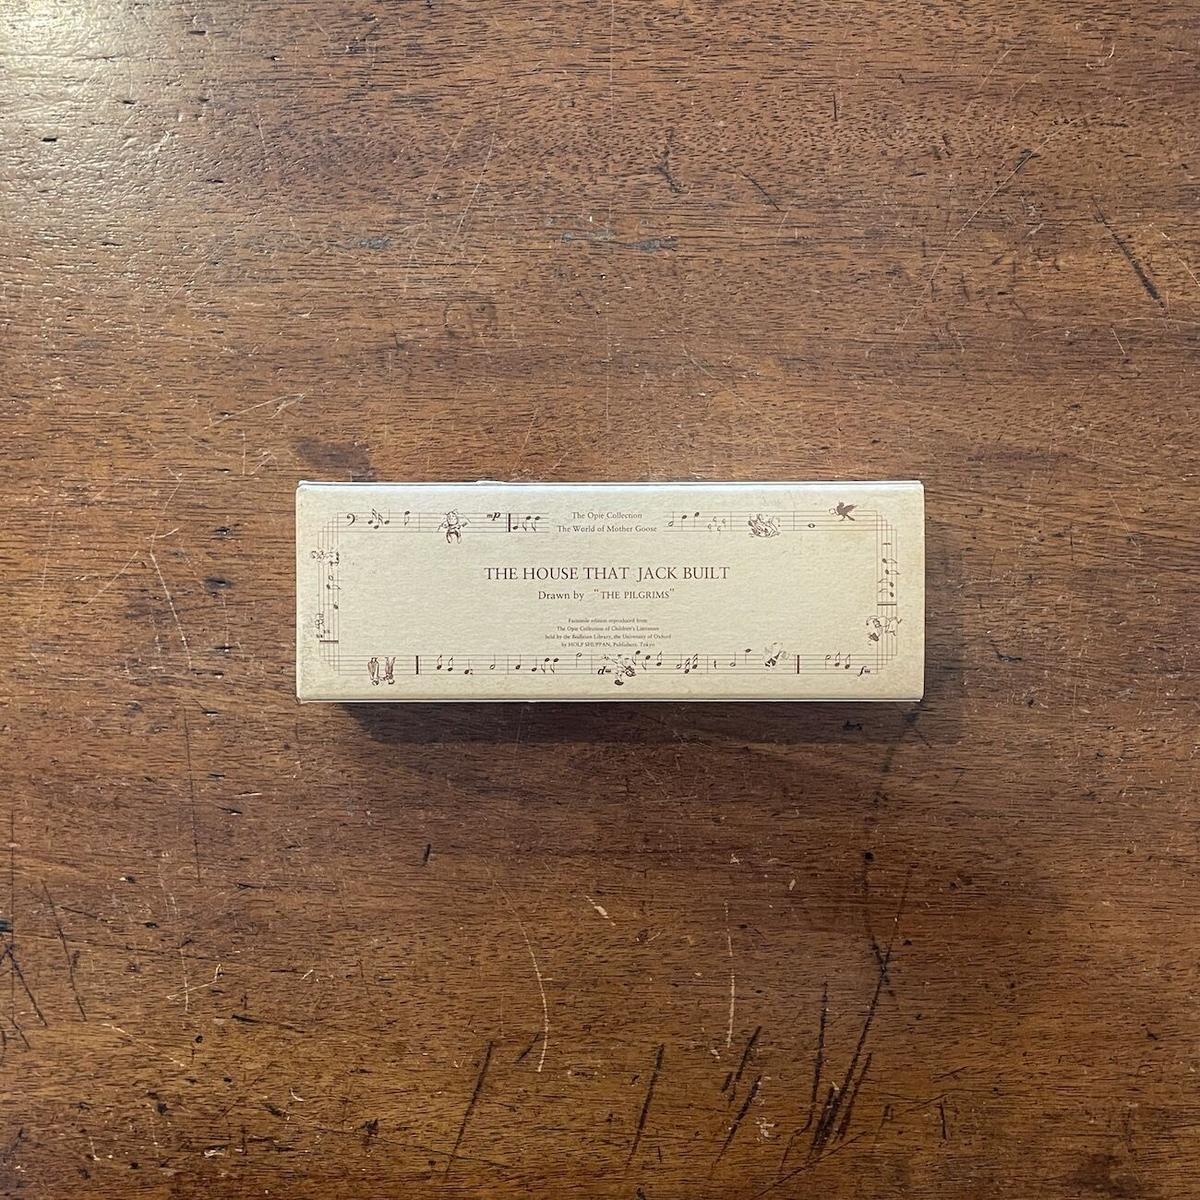 The Opie Collection
The World of Mother Goose
THE HOUSE THAT JACK BUILT
Drawn by "THE PILGRIMS"
Facsimile edition reproduced from
The Opie Collection of Children's Literature
held by the Bodleian Library, the University of Oxford
by HOLP SHUPPAN, Publishers, Tokyo
mp